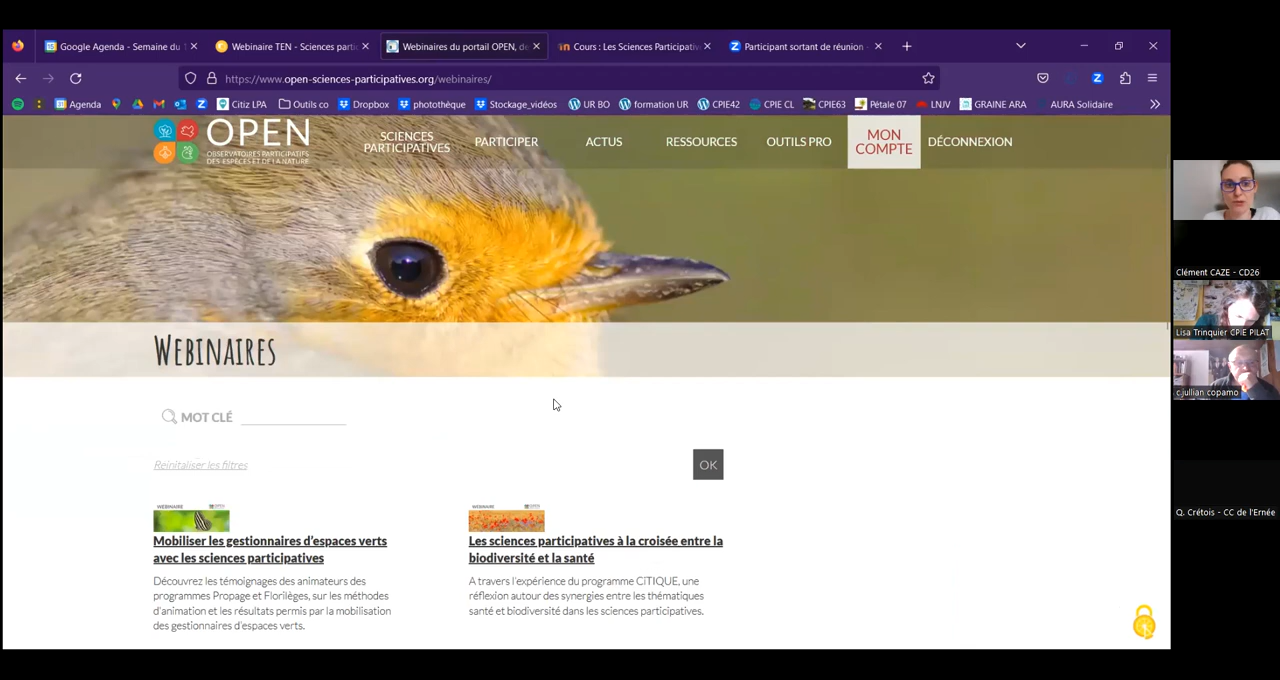 Google Agenda - Semaine du 1
Webinaire TEN - Sciences parti
Webinaires du portail OPEN, de
Cours : Les Sciences Participativ
Participant sortant de réunion -
https://www.open-sciences-participatives.org/webinaires/
Agenda
Citiz LPA
Outils co
Dropbox
photothèque
Stockage_vidéos
UR BO
formation UR
CPIE42
CPIE CL
CPIE63
Pétale 07
LNJV
GRAINE ARA
AURA Solidaire
OPEN
OBSERVATOIRES PARTICIPATIFS
DES ESPÈCES ET DE LA NATURE
SCIENCES
PARTICIPATIVES
PARTICIPER
ACTUS
RESSOURCES
OUTILS PRO
MON
COMPTE
DÉCONNEXION
WEBINAIRES
MOT CLÉ
Réinitaliser les filtres
OK
WEBINAIRE
OPEN
Mobiliser les gestionnaires d'espaces verts
avec les sciences participatives
Découvrez les témoignages des animateurs des
programmes Propage et Florilèges, sur les méthodes
d'animation et les résultats permis par la mobilisation
des gestionnaires d'espaces verts.
WEBINAIRE
OPEN
Les sciences participatives à la croisée entre la
biodiversité et la santé
A travers l'expérience du programme CiTIQUE, une
réflexion autour des synergies entre les thématiques
santé et biodiversité dans les sciences participatives.
Clément CAZE - CD26
Lisa Trinquier CPIE PILAT
c.jullian copamo
Q. Crétois - CC de l'Ernée